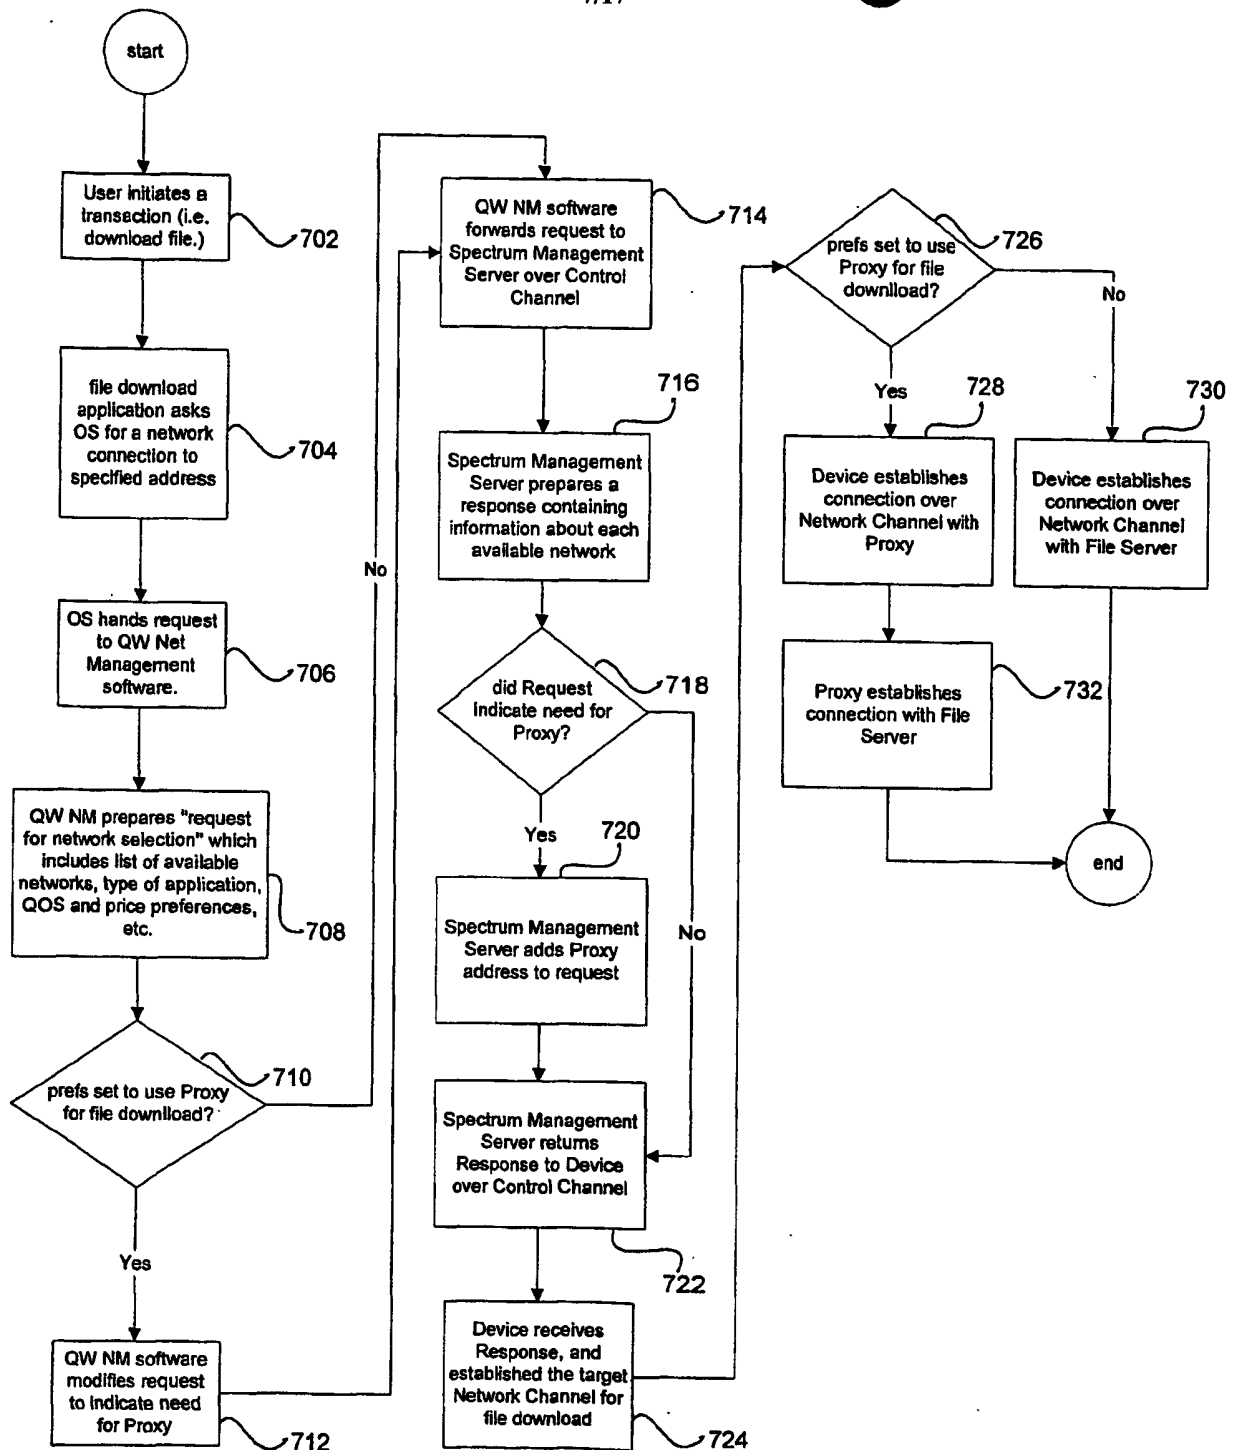 start
User initiates a
transaction (i.e.
download file.)
702
file download
application asks
OS for a network
connection to
specified address
704
OS hands request
to QW Net
Management
software.
706
QW NM prepares "request
for network selection" which
includes list of available
networks, type of application,
QOS and price preferences,
etc.
708
prefs set to use Proxy
for file downlload?
710
No
Yes
QW NM software
modifies request
to indicate need
for Proxy
712
QW NM software
forwards request to
Spectrum Management
Server over Control
Channel
714
716
Spectrum Management
Server prepares a
response containing
information about each
available network
did Request
Indicate need for
Proxy?
718
Yes
No
720
Spectrum Management
Server adds Proxy
address to request
Spectrum Management
Server returns
Response to Device
over Control Channel
722
Device receives
Response, and
established the target
Network Channel for
file download
724
prefs set to use
Proxy for file
downlload?
726
No
Yes
728
Device establishes
connection over
Network Channel with
Proxy
730
Device establishes
connection over
Network Channel
with File Server
Proxy establishes
connection with File
Server
732
end